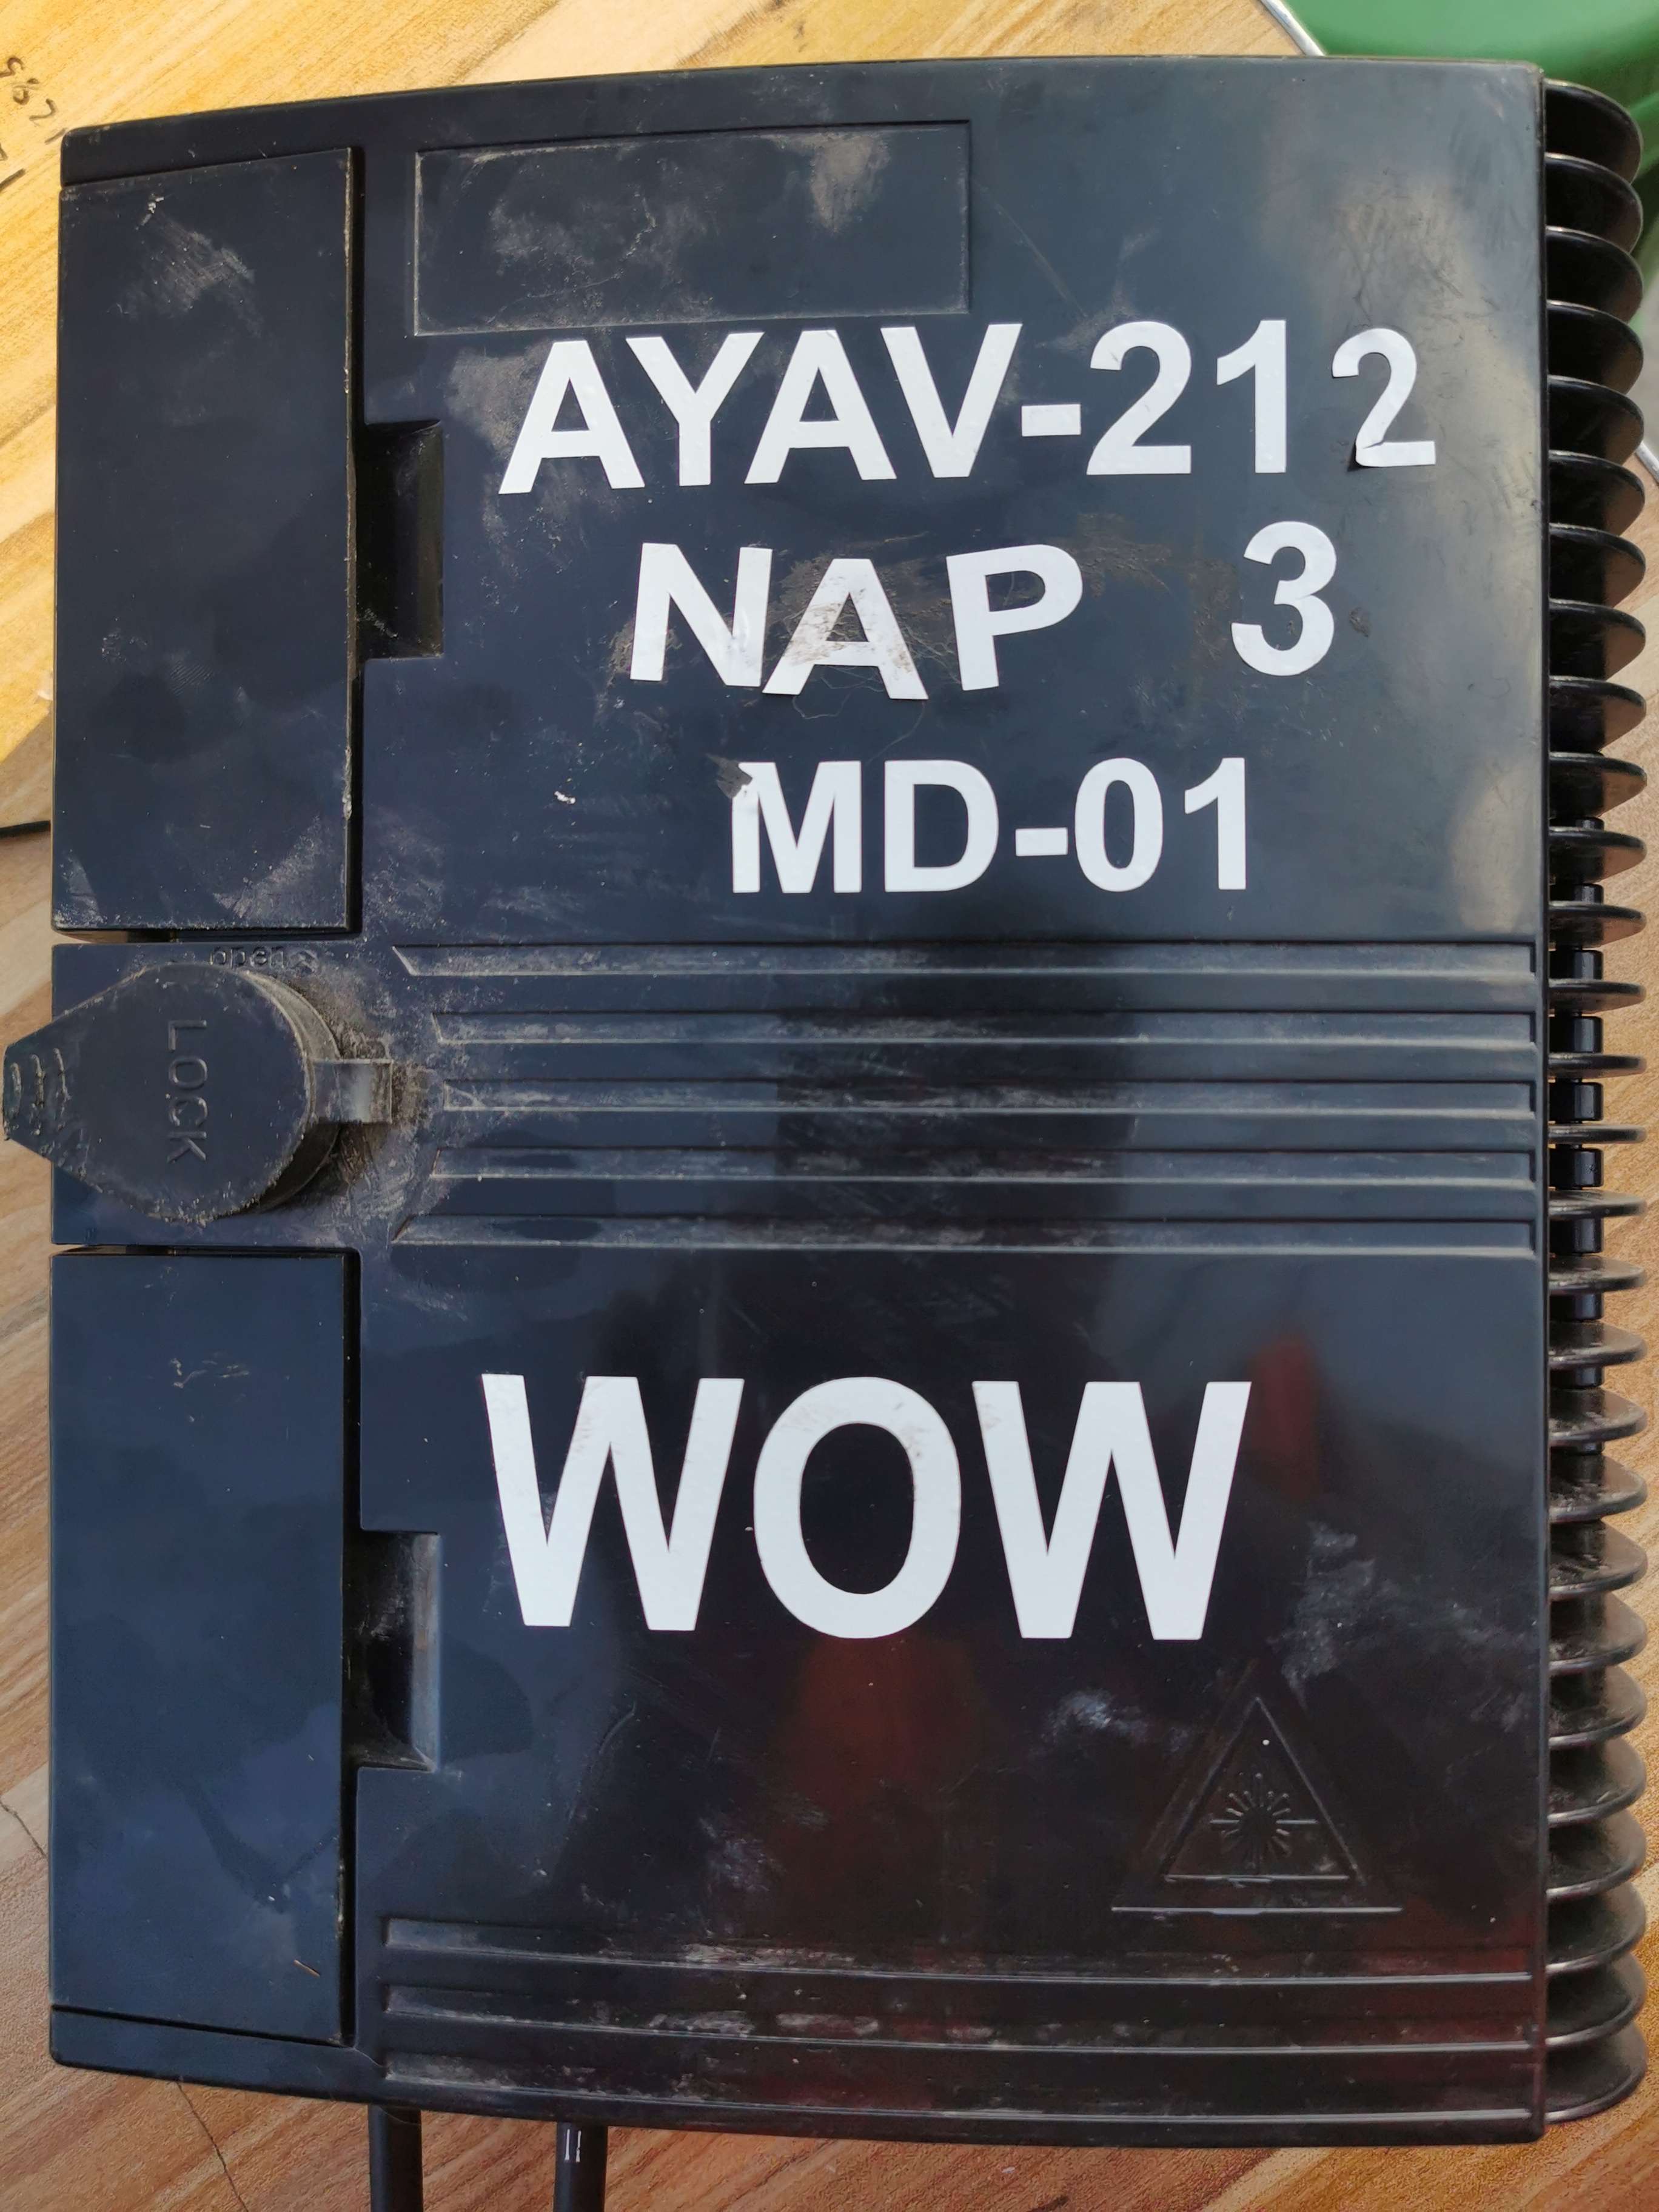 AYAV-212
NAP 3
MD-01
open
LOCK
WOW